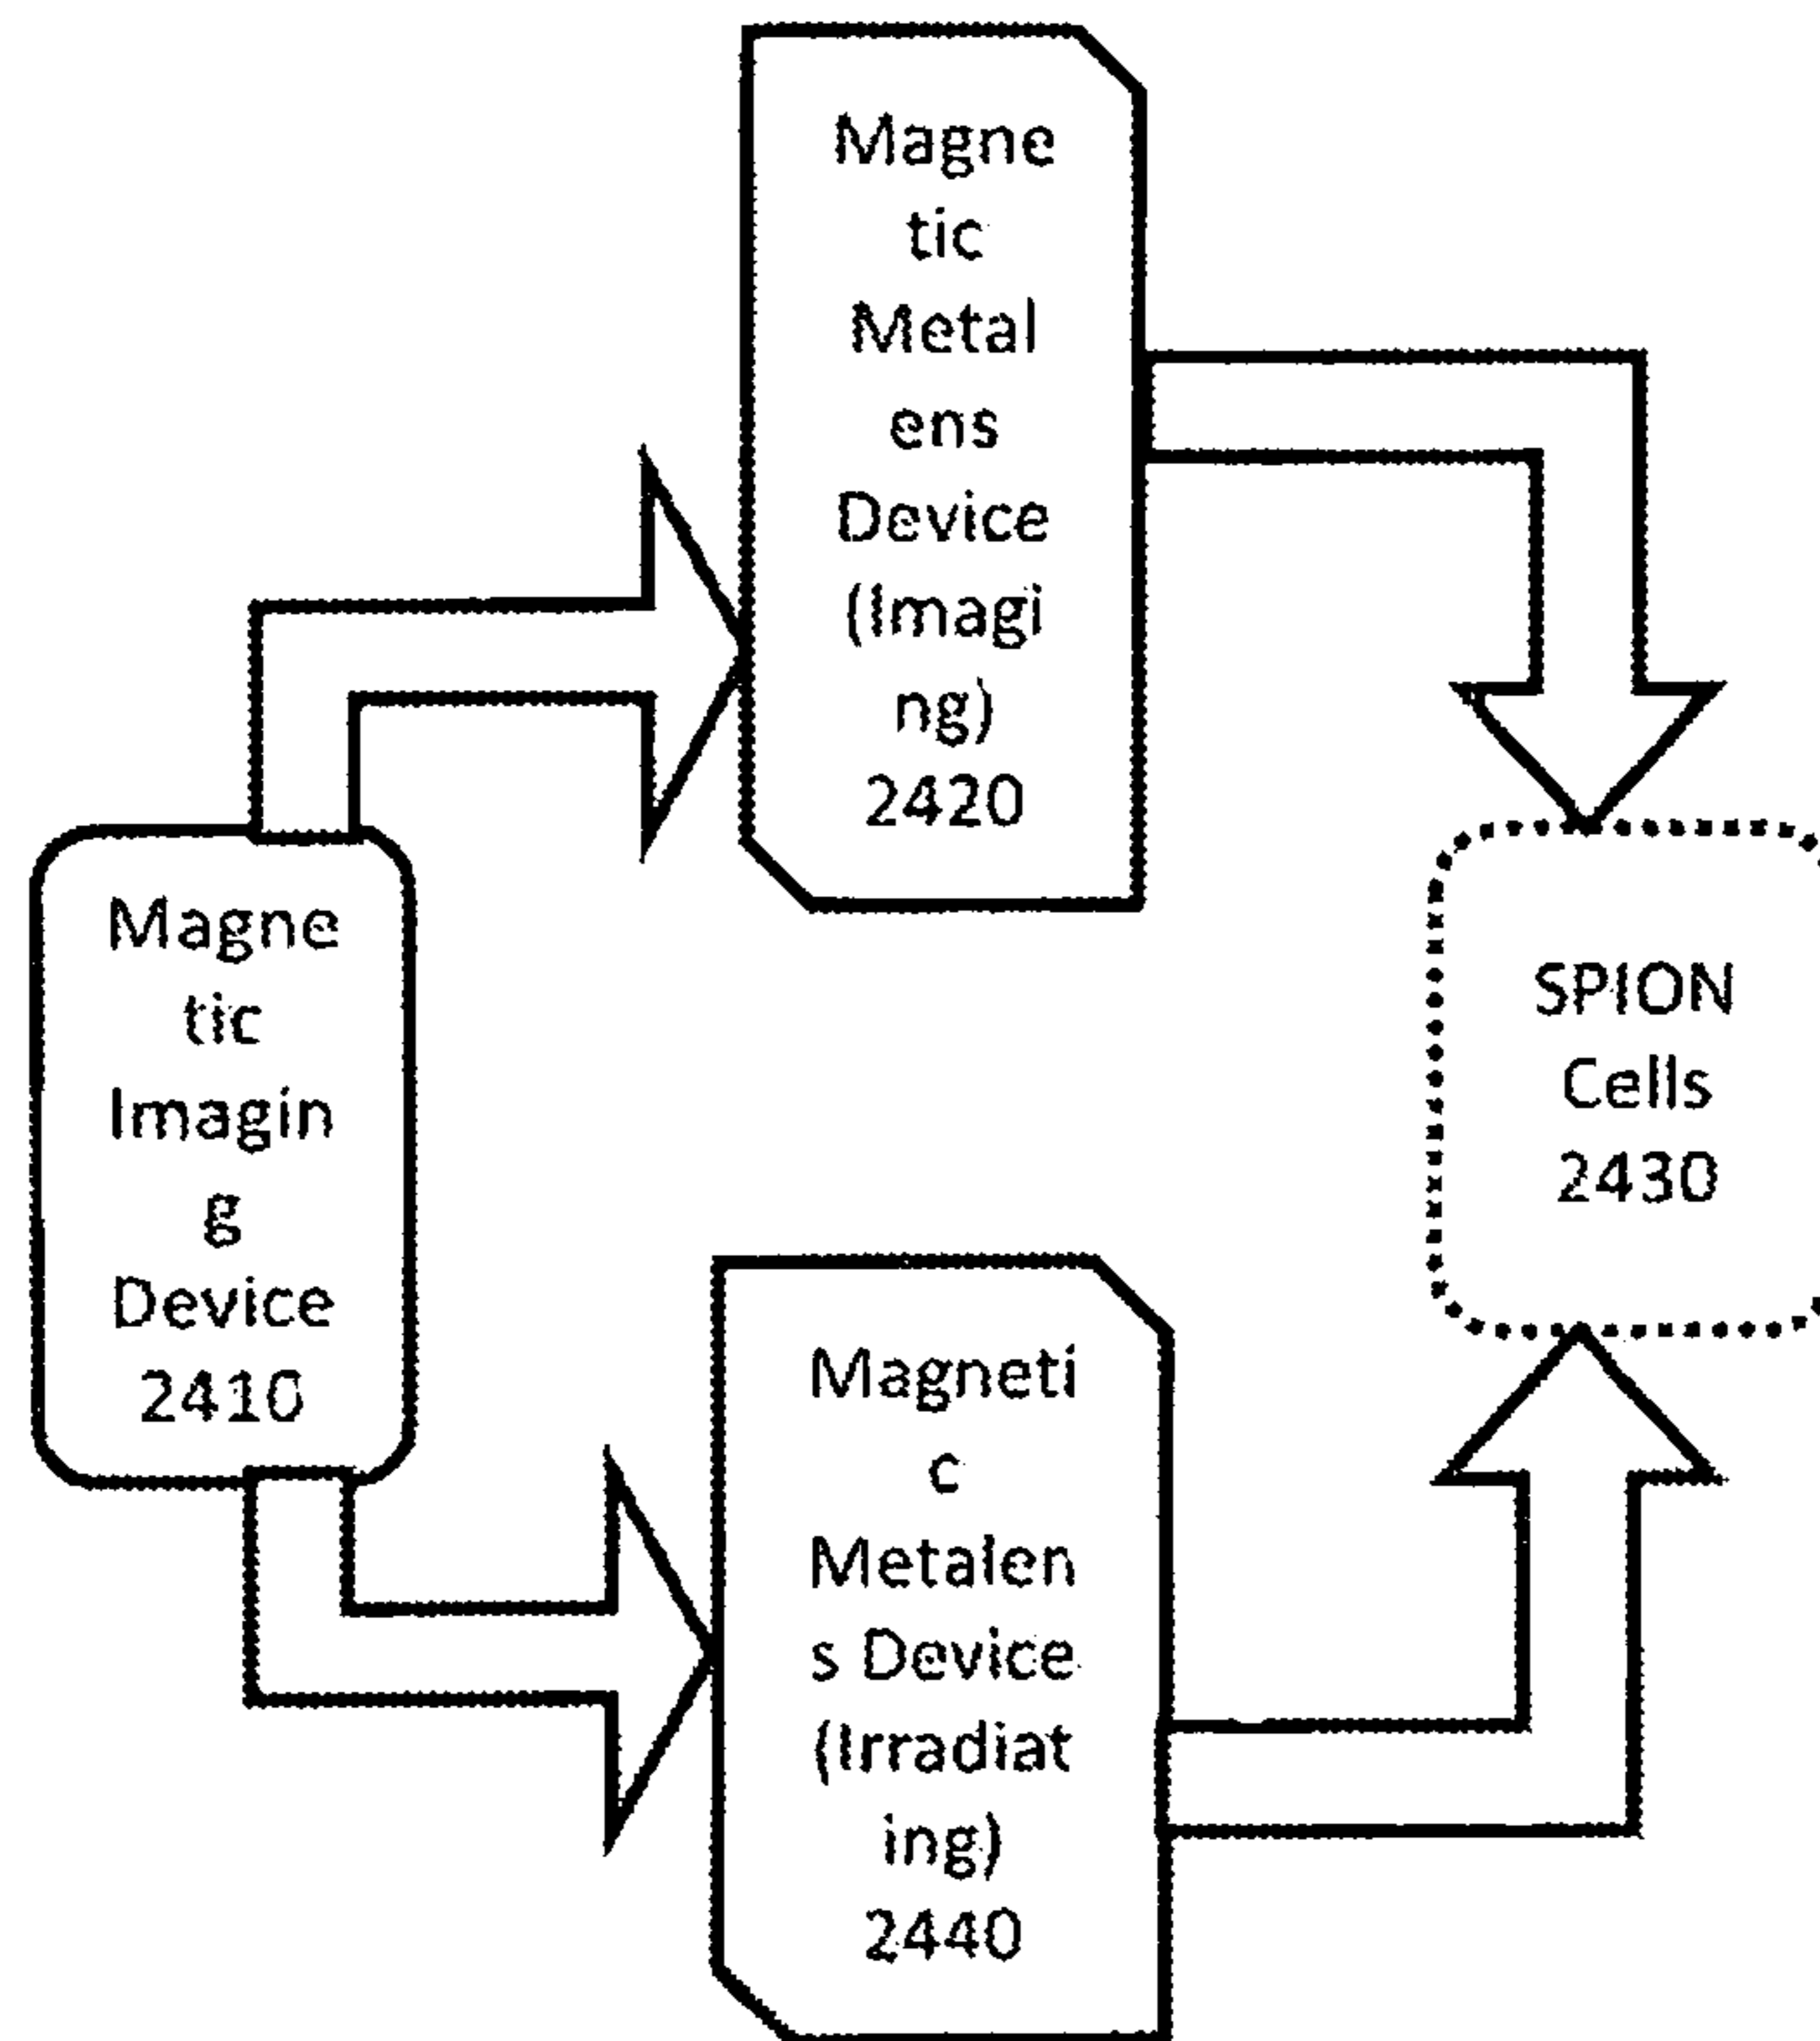 Magne
tic
Metal
ens
Device
(Imagi
ng)
2420
Magne
tic
Imagin
g
Device
2410
SPION
Cells
2430
Magneti
c
Metalen
s Device
(Irradiat
ing)
2440